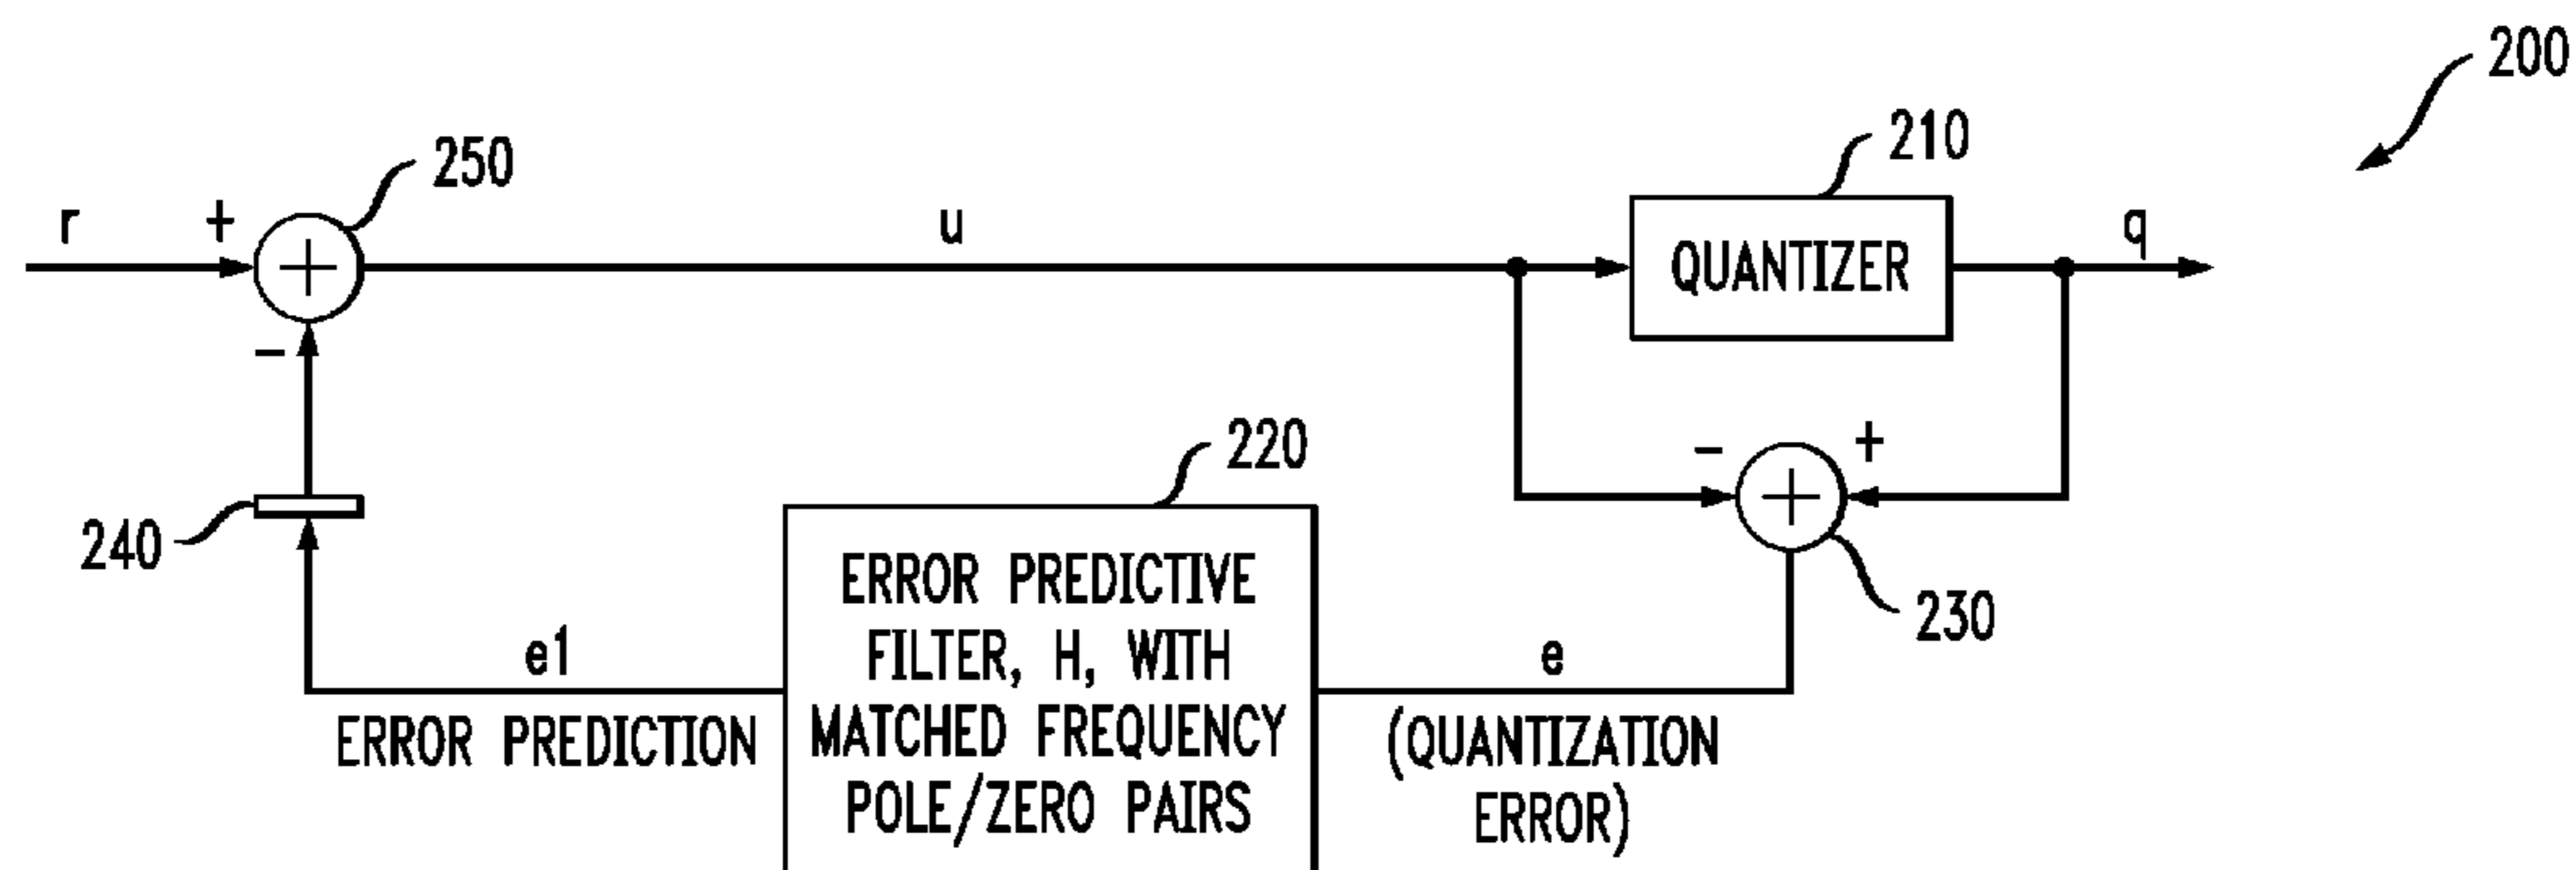 200
210
250
r
+
u
QUANTIZER
q
-
240
220
-
+
230
ERROR PREDICTIVE
FILTER, H, WITH
MATCHED FREQUENCY
POLE/ZERO PAIRS
e1
ERROR PREDICTION
e
(QUANTIZATION
ERROR)
+
+